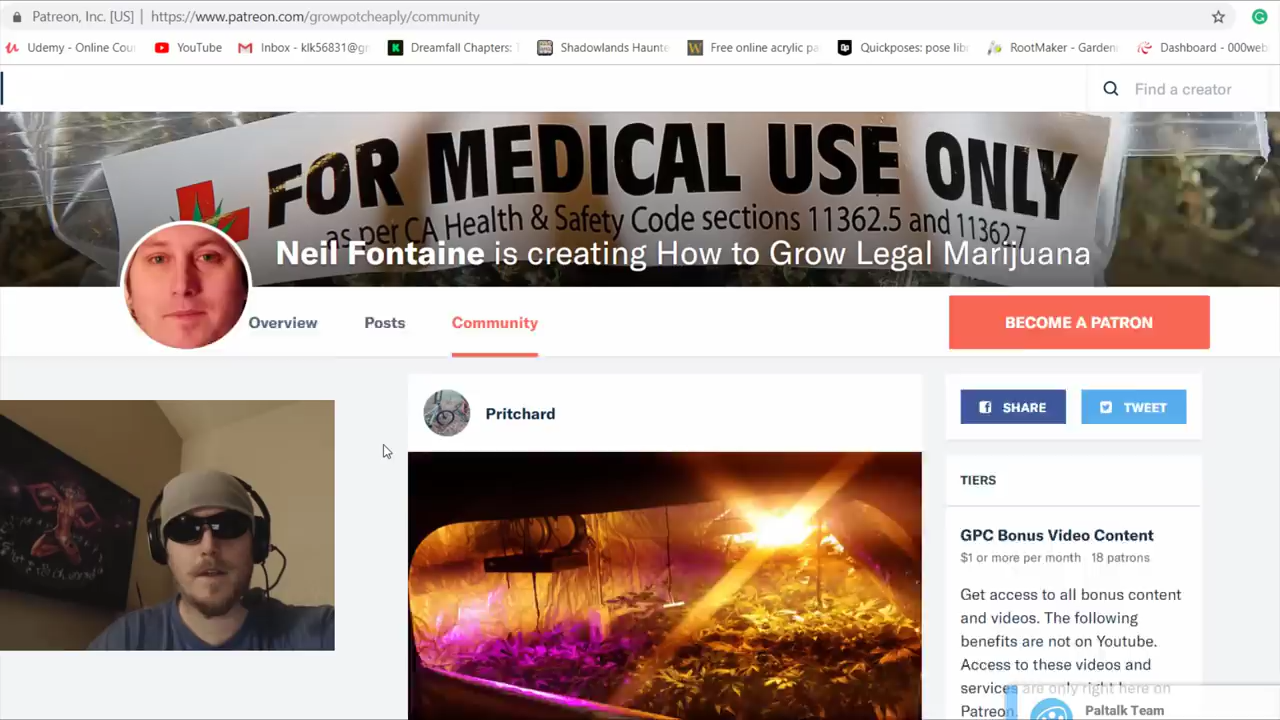 Patreon, Inc. [US] | https://www.patreon.com/growpotcheaply/community
Udemy - Online Cou YouTube Inbox - klk56831@gr Dreamfall Chapters: Shadowlands Haunte Free online acrylic pa Quickposes: pose libr RootMaker - Garden Dashboard - 000web
Find a creator
FOR MEDICAL USE ONLY
as per CA Health & Safety Code sections 11362.5 and 11362.7
Neil Fontaine is creating How to Grow Legal Marijuana
Overview Posts Community BECOME A PATRON
Pritchard
SHARE TWEET
TIERS
GPC Bonus Video Content
$1 or more per month 18 patrons
Get access to all bonus content
and videos. The following
benefits are not on Youtube.
Access to these videos and
services are only right here on
Patreon.
Paltalk Team